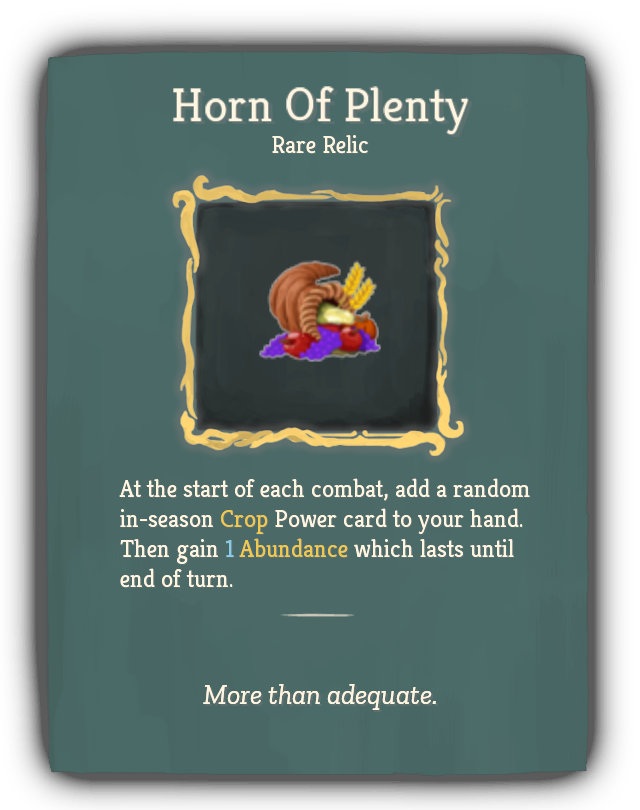 Horn Of Plenty
Rare Relic
At the start of each combat, add a random
in-season Crop Power card to your hand.
Then gain 1 Abundance which lasts until
end of turn.
More than adequate.